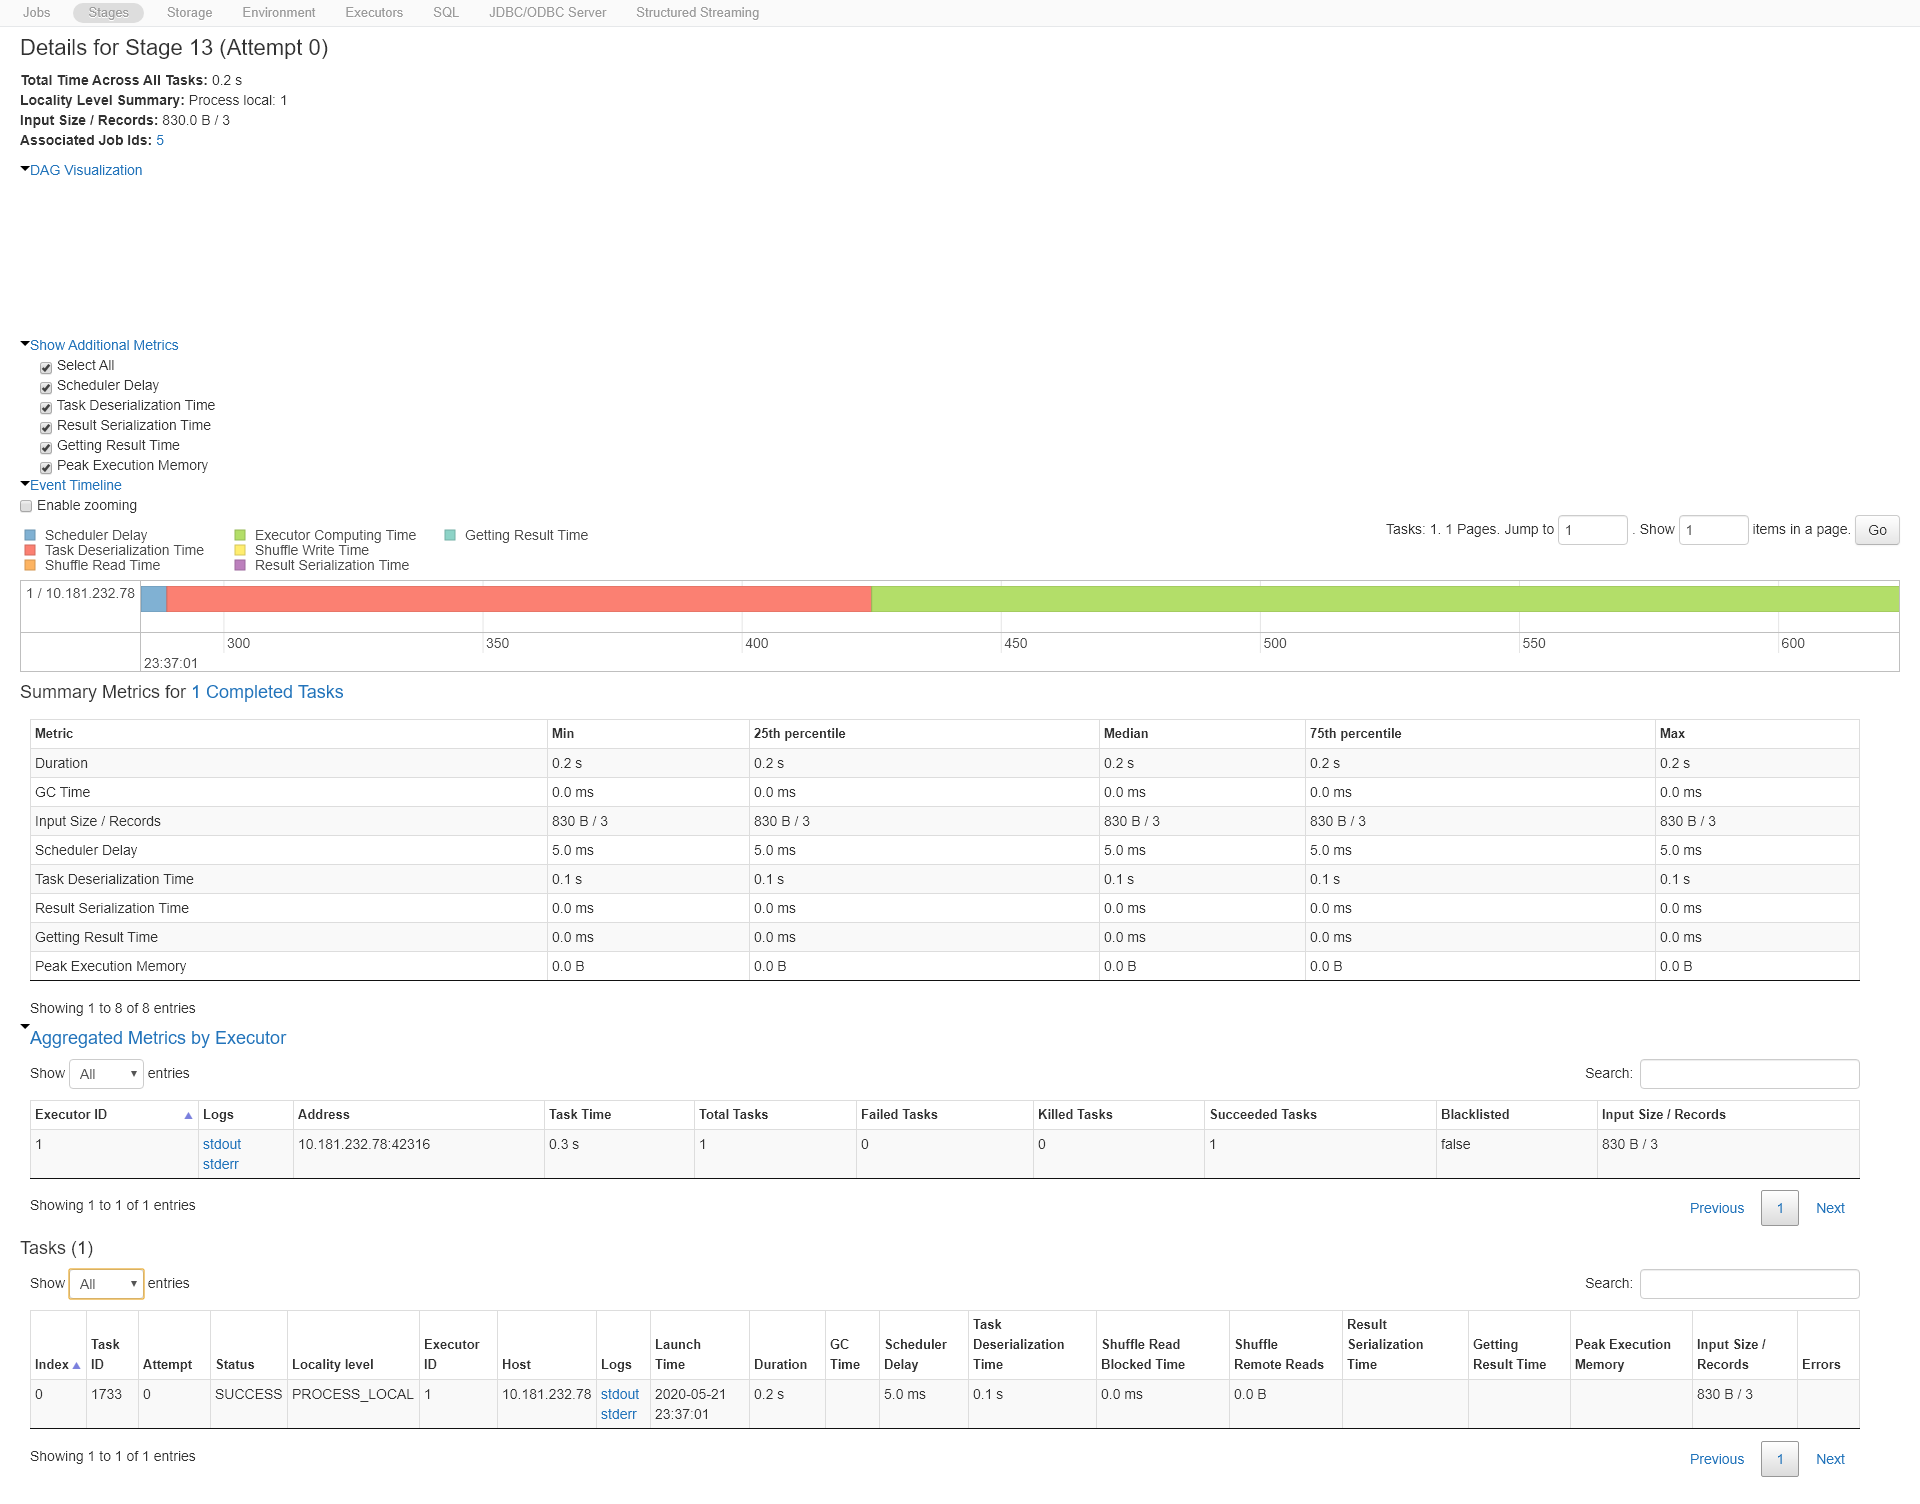 Jobs Stages Storage Environment Executors SQL JDBC/ODBC Server Structured Streaming
Details for Stage 13 (Attempt 0)
Total Time Across All Tasks: 0.2 s
Locality Level Summary: Process local: 1
Input Size / Records: 830.0 B / 3
Associated Job Ids: 5
DAG Visualization
Show Additional Metrics
Select All
Scheduler Delay
Task Deserialization Time
Result Serialization Time
Getting Result Time
Peak Execution Memory
Event Timeline
Enable zooming
Tasks: 1. 1 Pages. Jump to 1 . Show 1 items in a page. Go
Scheduler Delay Executor Computing Time Getting Result Time
Task Deserialization Time Shuffle Write Time
Shuffle Read Time Result Serialization Time
1 / 10.181.232.78
300 350 400 450 500 550 600
23:37:01
Summary Metrics for 1 Completed Tasks
Metric Min 25th percentile Median 75th percentile Max
Duration 0.2 s 0.2 s 0.2 s 0.2 s 0.2 s
GC Time 0.0 ms 0.0 ms 0.0 ms 0.0 ms 0.0 ms
Input Size / Records 830 B / 3 830 B / 3 830 B / 3 830 B / 3 830 B / 3
Scheduler Delay 5.0 ms 5.0 ms 5.0 ms 5.0 ms 5.0 ms
Task Deserialization Time 0.1 s 0.1 s 0.1 s 0.1 s 0.1 s
Result Serialization Time 0.0 ms 0.0 ms 0.0 ms 0.0 ms 0.0 ms
Getting Result Time 0.0 ms 0.0 ms 0.0 ms 0.0 ms 0.0 ms
Peak Execution Memory 0.0 B 0.0 B 0.0 B 0.0 B 0.0 B
Showing 1 to 8 of 8 entries
Aggregated Metrics by Executor
Show All entries Search:
Executor ID Logs Address Task Time Total Tasks Failed Tasks Killed Tasks Succeeded Tasks Blacklisted Input Size / Records
1 stdout 10.181.232.78:42316 0.3 s 1 0 0 1 false 830 B / 3
stderr
Showing 1 to 1 of 1 entries Previous 1 Next
Tasks (1)
Show All entries Search:
Task Result
Task Executor Launch GC Scheduler Deserialization Shuffle Read Shuffle Serialization Getting Peak Execution Input Size /
Index ID Attempt Status Locality level ID Host Logs Time Duration Time Delay Time Blocked Time Remote Reads Time Result Time Memory Records Errors
0 1733 0 SUCCESS PROCESS_LOCAL 1 10.181.232.78 stdout 2020-05-21 0.2 s 5.0 ms 0.1 s 0.0 ms 0.0 B 830 B / 3
stderr 23:37:01
Showing 1 to 1 of 1 entries Previous 1 Next